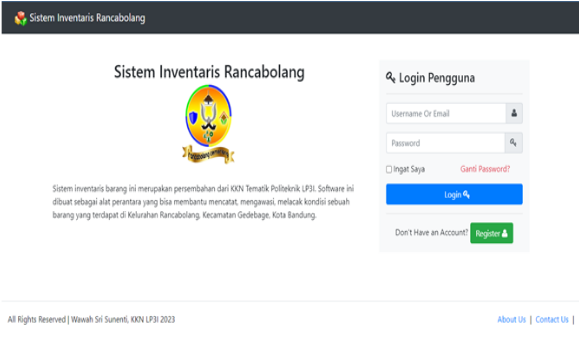 Sistem Inventaris Rancabolang
Sistem Inventaris Rancabolang
Sistem inventaris barang ini merupakan persembahan dari KKN Tematik Politeknik LP3I. Software ini
dibuat sebagai alat perantara yang bisa membantu mencatat, mengawasi, melacak kondisi sebuah
barang yang terdapat di Kelurahan Rancabolang, Kecamatan Gedebage, Kota Bandung.
Login Pengguna
Username Or Email
Password
Ingat Saya Ganti Password?
Login
Don't Have an Account? Register
All Rights Reserved | Wawah Sri Sunenti, KKN LP3I 2023
About Us | Contact Us |